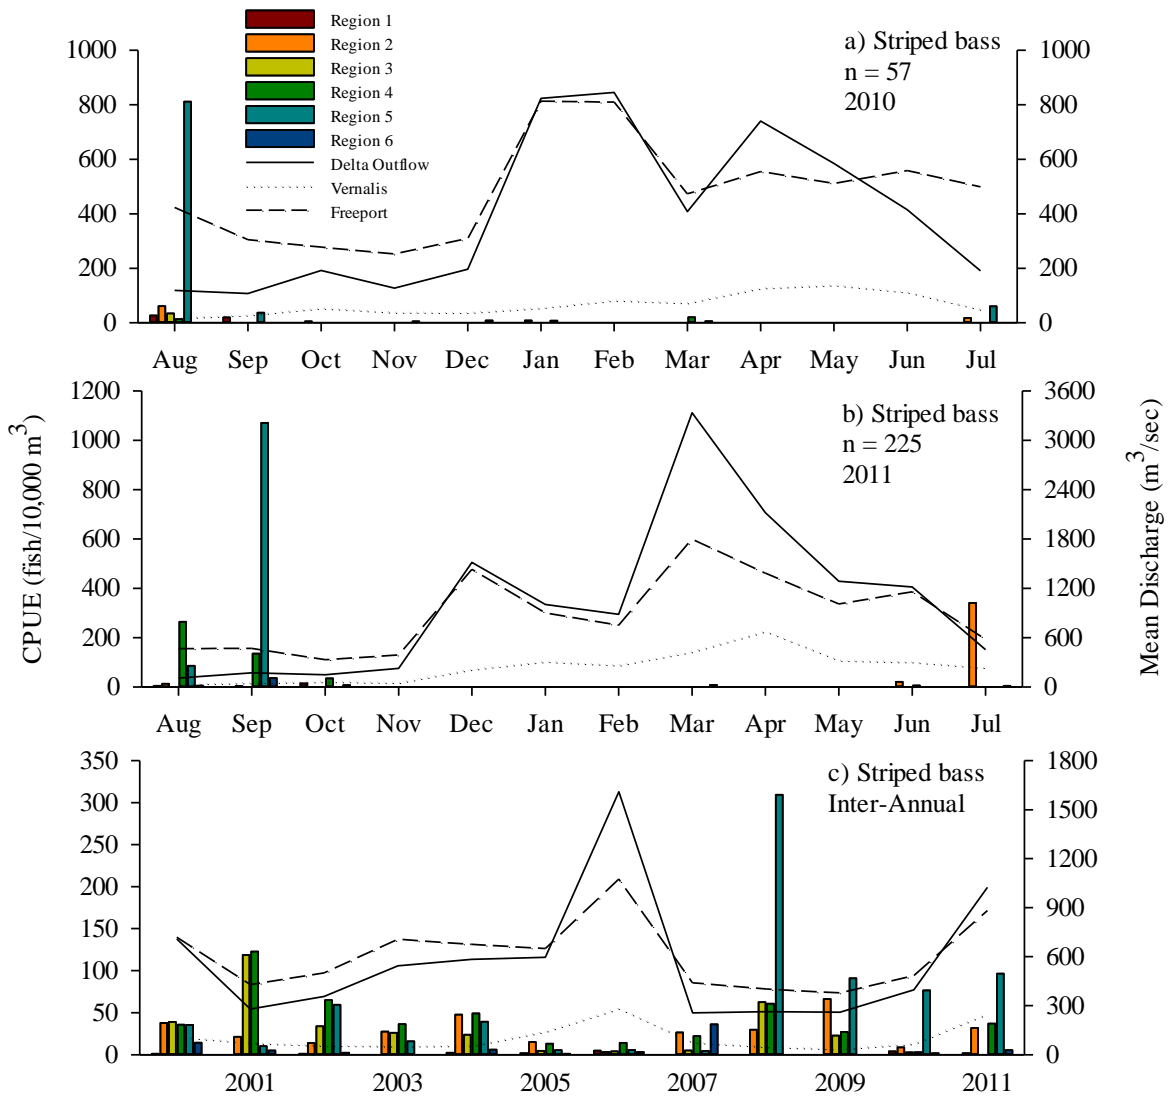 Region 1
Region 2
Region 3
Region 4
Region 5
Region 6
Delta Outflow
Vernalis
Freeport
a) Striped bass
n = 57
2010
1000
800
600
400
200
0
1000
800
600
400
200
0
Aug Sep Oct Nov Dec Jan Feb Mar Apr May Jun Jul
CPUE (fish/10,000 m³)
Mean Discharge (m³/sec)
b) Striped bass
n = 225
2011
1200
1000
800
600
400
200
0
3600
3000
2400
1800
1200
600
0
Aug Sep Oct Nov Dec Jan Feb Mar Apr May Jun Jul
c) Striped bass
Inter-Annual
350
300
250
200
150
100
50
0
1800
1500
1200
900
600
300
0
2001 2003 2005 2007 2009 2011